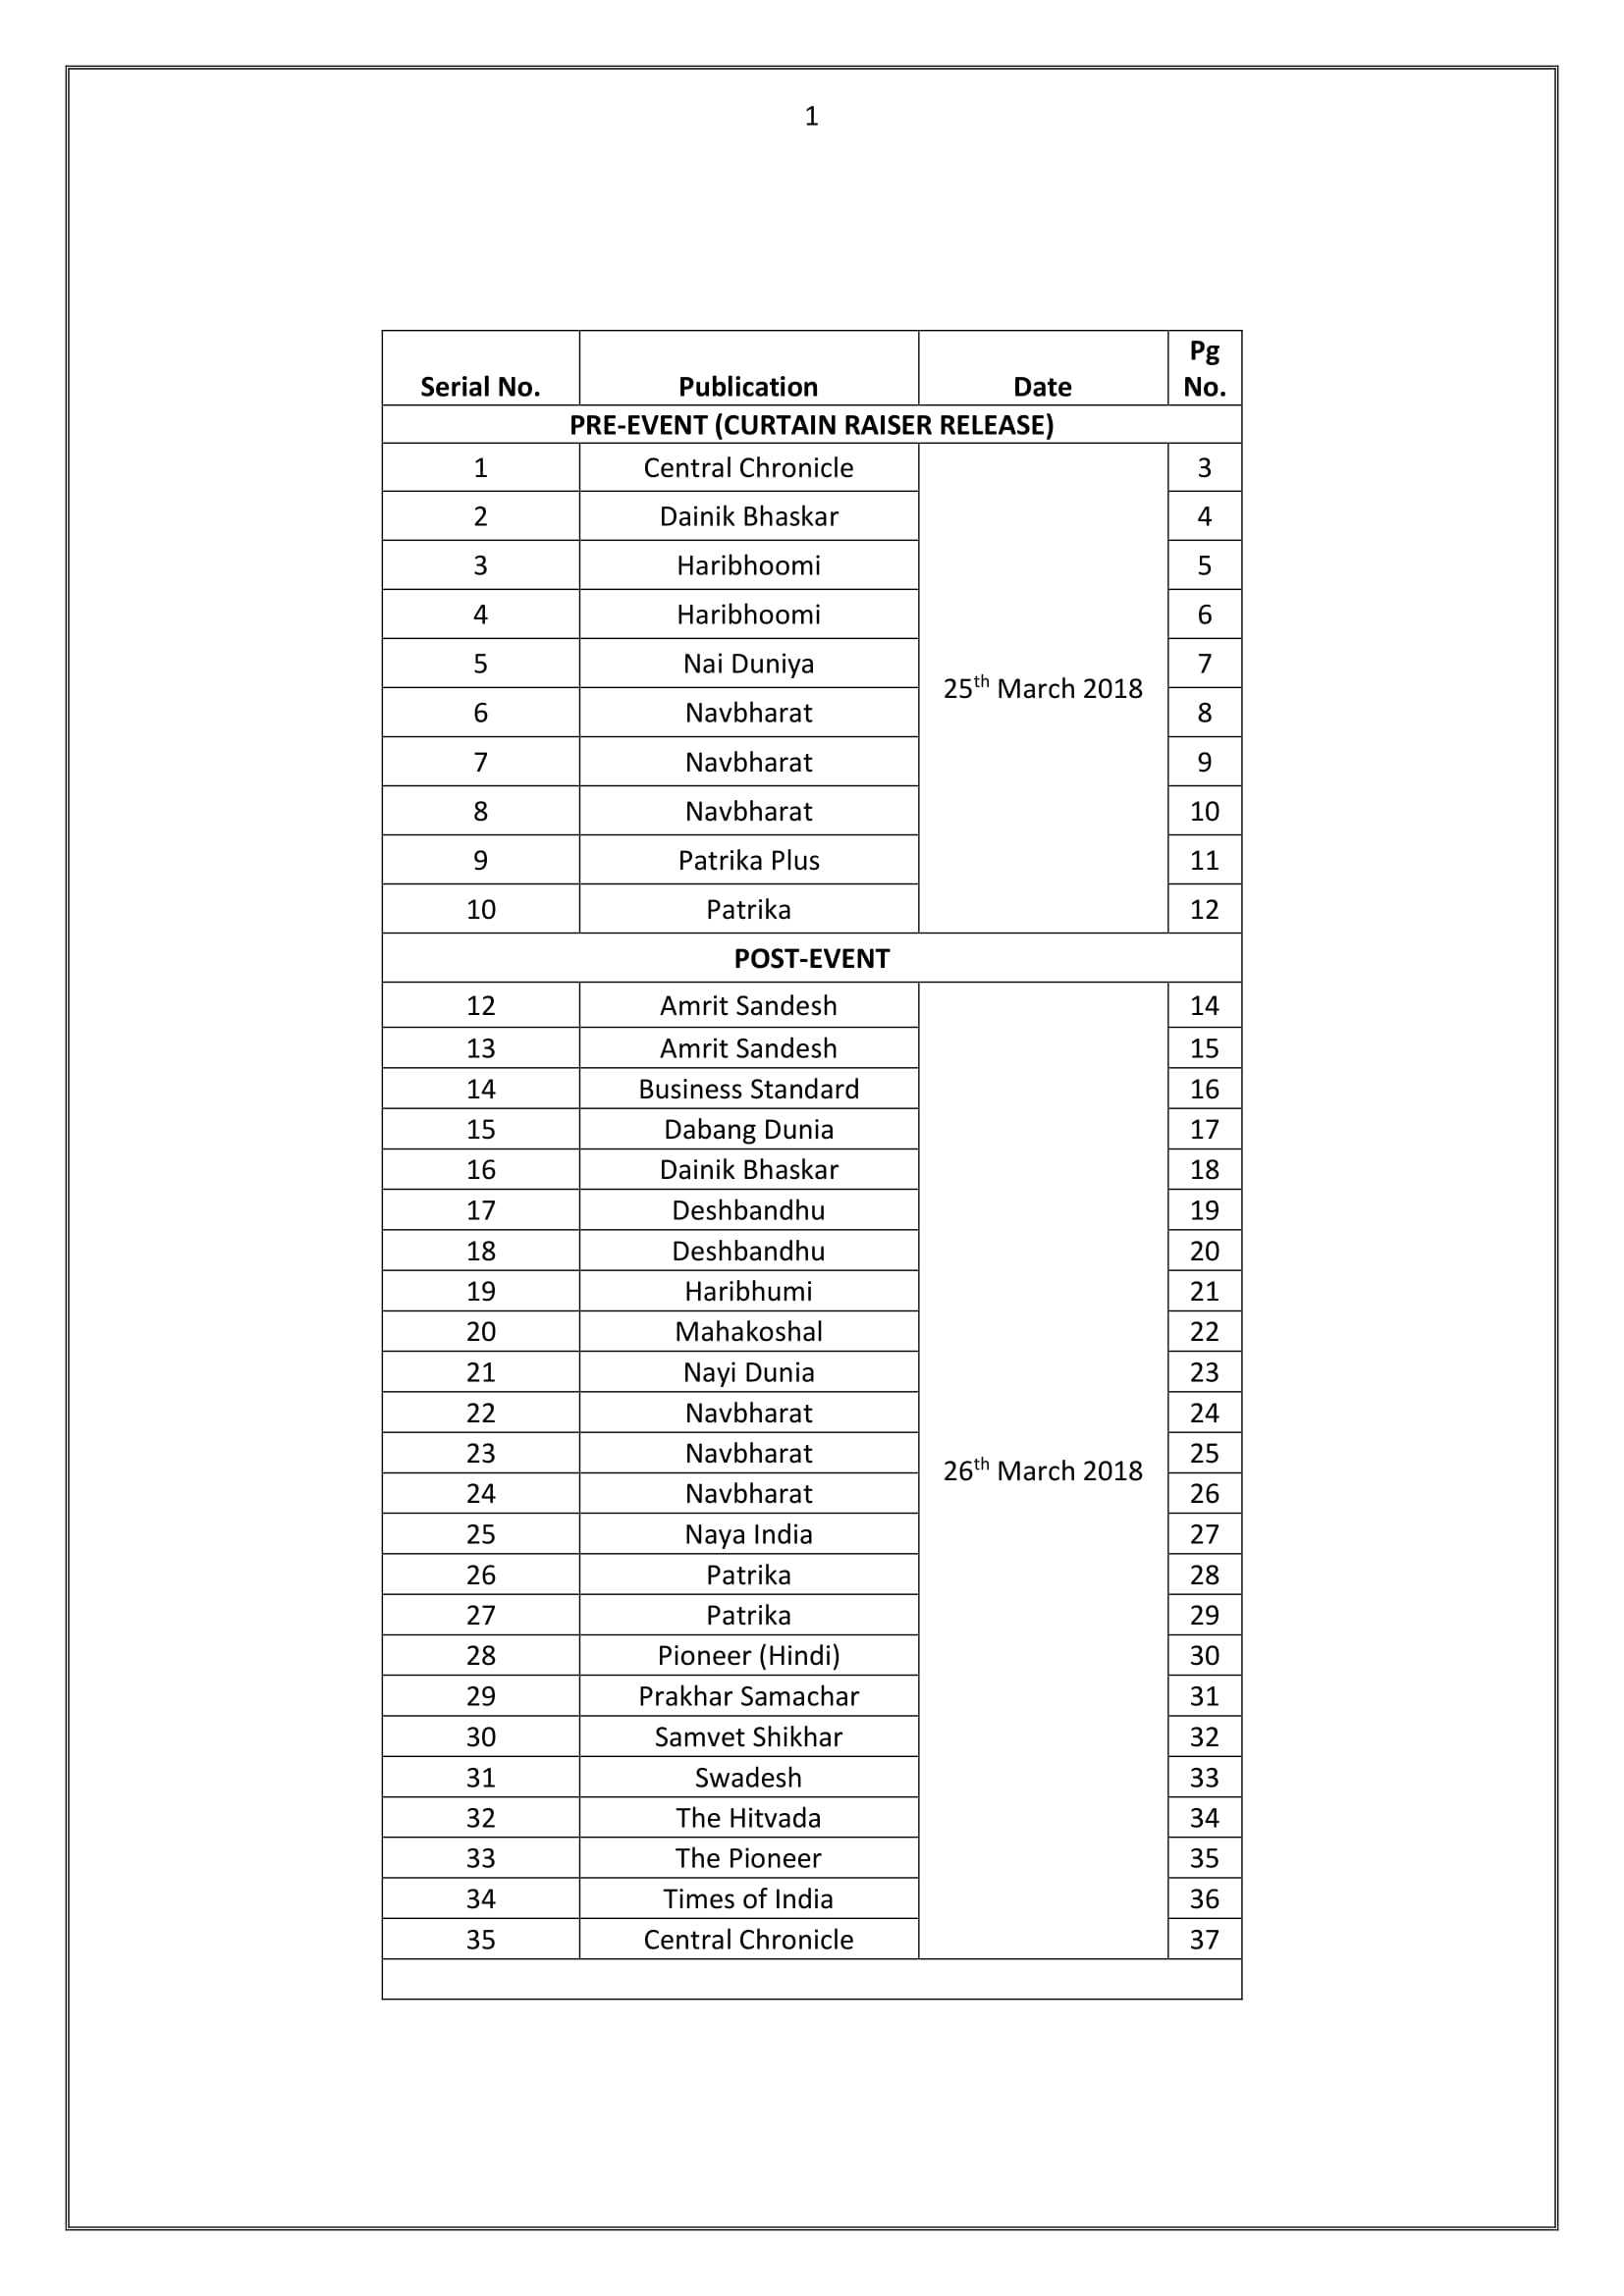 1
Serial No. Publication Date Pg No.
PRE-EVENT (CURTAIN RAISER RELEASE)
1 Central Chronicle 25th March 2018 3
2 Dainik Bhaskar 4
3 Haribhoomi 5
4 Haribhoomi 6
5 Nai Duniya 7
6 Navbharat 8
7 Navbharat 9
8 Navbharat 10
9 Patrika Plus 11
10 Patrika 12
POST-EVENT
12 Amrit Sandesh 26th March 2018 14
13 Amrit Sandesh 15
14 Business Standard 16
15 Dabang Dunia 17
16 Dainik Bhaskar 18
17 Deshbandhu 19
18 Deshbandhu 20
19 Haribhumi 21
20 Mahakoshal 22
21 Nayi Dunia 23
22 Navbharat 24
23 Navbharat 25
24 Navbharat 26
25 Naya India 27
26 Patrika 28
27 Patrika 29
28 Pioneer (Hindi) 30
29 Prakhar Samachar 31
30 Samvet Shikhar 32
31 Swadesh 33
32 The Hitvada 34
33 The Pioneer 35
34 Times of India 36
35 Central Chronicle 37